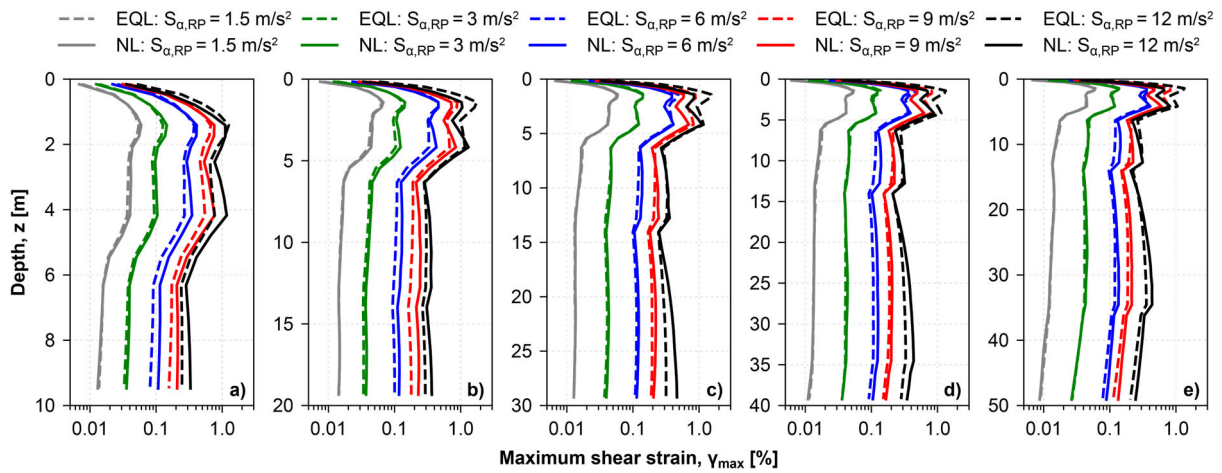 EQL: Sα,RP = 1.5 m/s² EQL: Sα,RP = 3 m/s² EQL: Sα,RP = 6 m/s² EQL: Sα,RP = 9 m/s² EQL: Sα,RP = 12 m/s²
NL: Sα,RP = 1.5 m/s² NL: Sα,RP = 3 m/s² NL: Sα,RP = 6 m/s² NL: Sα,RP = 9 m/s² NL: Sα,RP = 12 m/s²
Depth, z [m]
0
2
4
6
8
10
a)
0.01 0.1 1.0
0
5
10
15
20
b)
0.01 0.1 1.0
0
5
10
15
20
25
30
c)
0.01 0.1 1.0
0
5
10
15
20
25
30
35
40
d)
0.01 0.1 1.0
0
10
20
30
40
50
e)
0.01 0.1 1.0
Maximum shear strain, γmax [%]